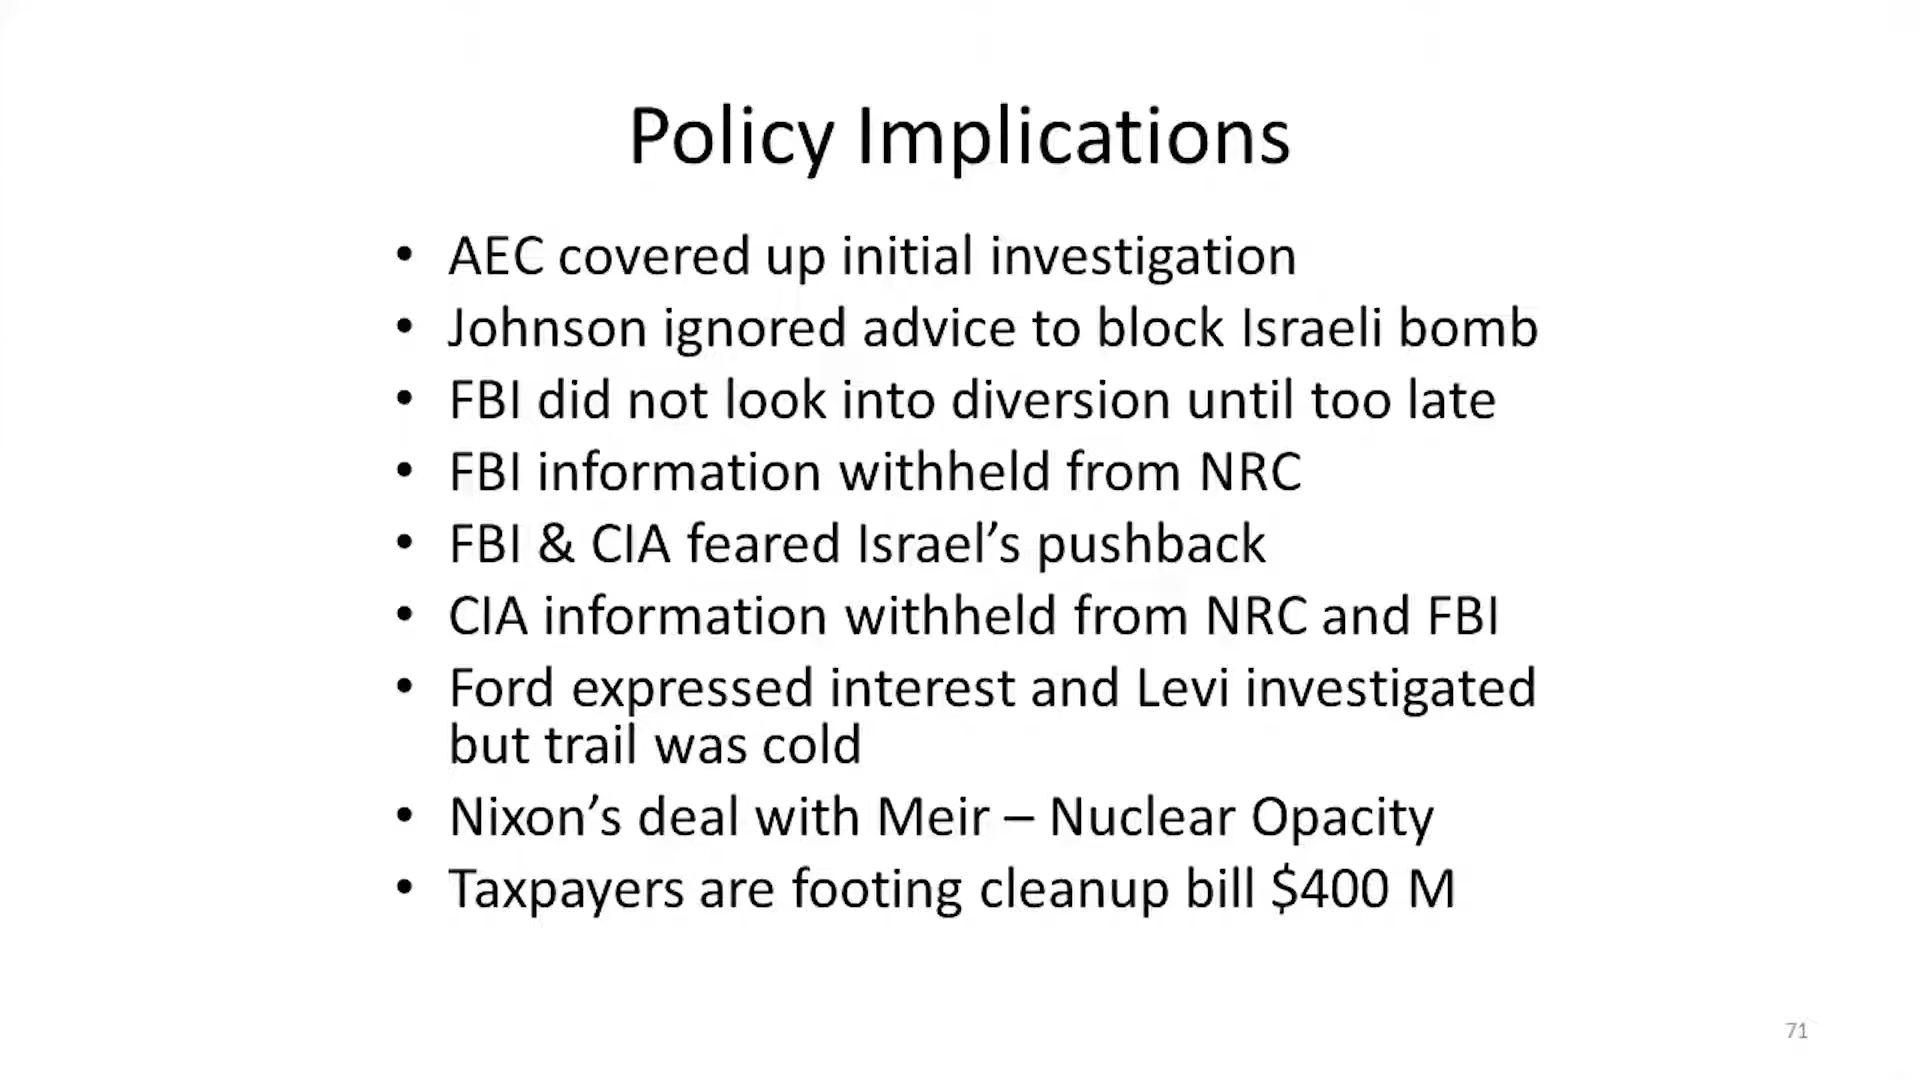 Policy Implications
• AEC covered up initial investigation
• Johnson ignored advice to block Israeli bomb
• FBI did not look into diversion until too late
• FBI information withheld from NRC
• FBI & CIA feared Israel’s pushback
• CIA information withheld from NRC and FBI
• Ford expressed interest and Levi investigated
but trail was cold
• Nixon’s deal with Meir – Nuclear Opacity
• Taxpayers are footing cleanup bill $400 M
71